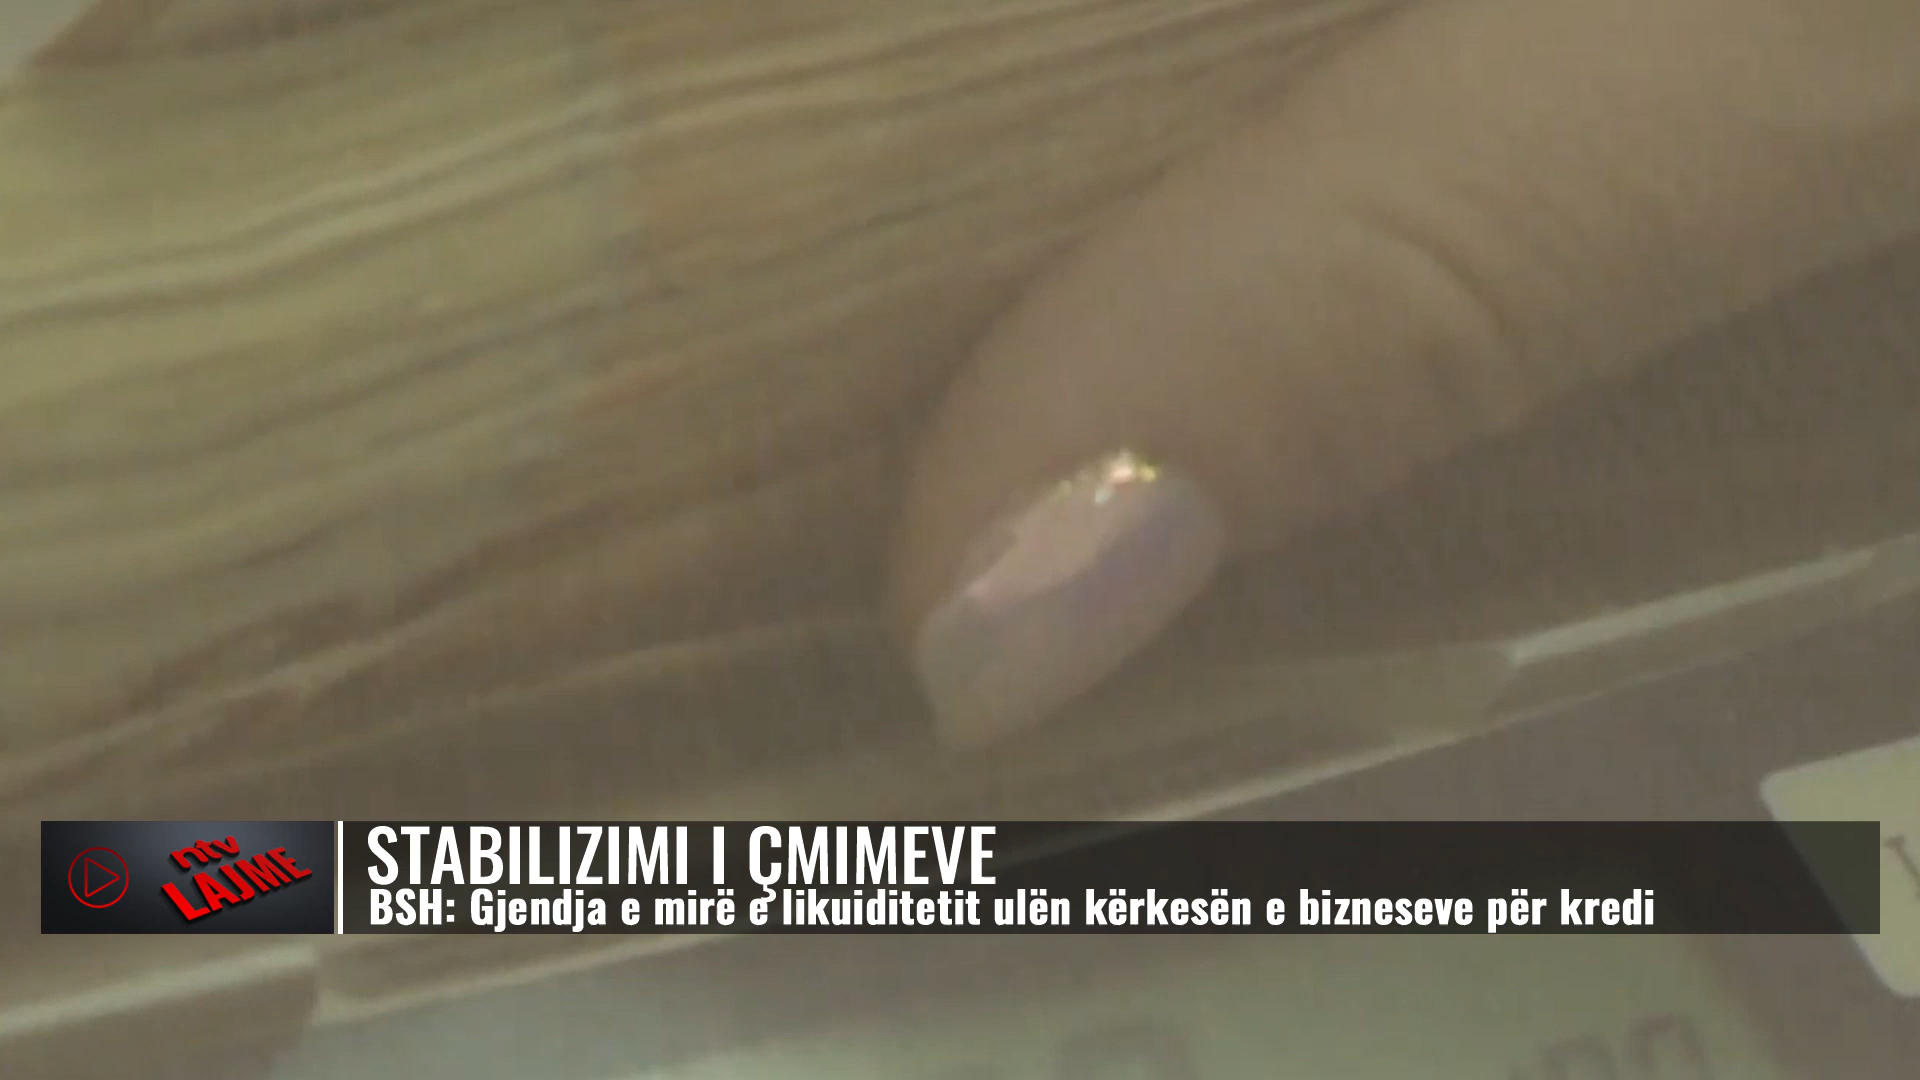 ntv
LAJME
STABILIZIMI I ÇMIMEVE
BSH: Gjendja e mirë e likuiditetit ulën kërkesën e bizneseve për kredi